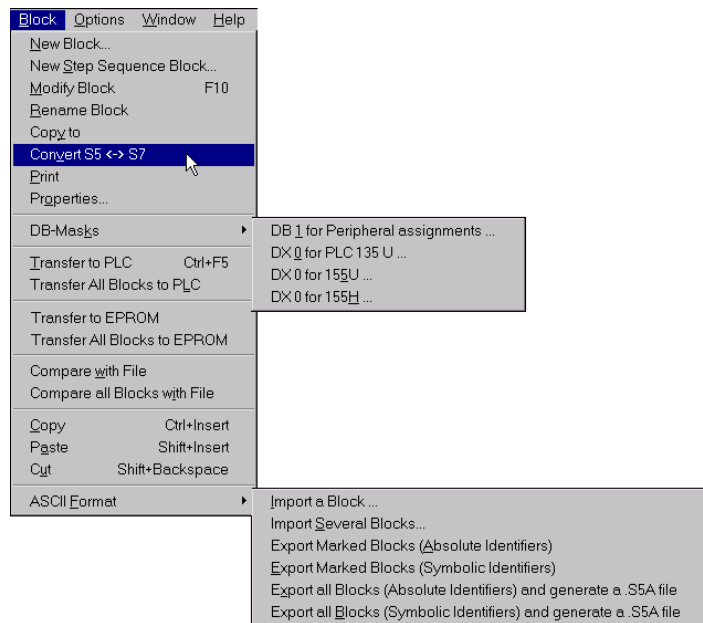 Block Options Window Help
New Block...
New Step Sequence Block...
Modify Block F10
Rename Block
Copy to
Convert S5 <-> S7
Print
Properties...
DB-Masks
DB 1 for Peripheral assignments ...
DX 0 for PLC 135 U ...
DX 0 for 155U ...
DX 0 for 155H ...
Transfer to PLC Ctrl+F5
Transfer All Blocks to PLC
Transfer to EPROM
Transfer All Blocks to EPROM
Compare with File
Compare all Blocks with File
Copy Ctrl+Insert
Paste Shift+Insert
Cut Shift+Backspace
ASCII Format
Import a Block ...
Import Several Blocks...
Export Marked Blocks (Absolute Identifiers)
Export Marked Blocks (Symbolic Identifiers)
Export all Blocks (Absolute Identifiers) and generate a .S5A file
Export all Blocks (Symbolic Identifiers) and generate a .S5A file